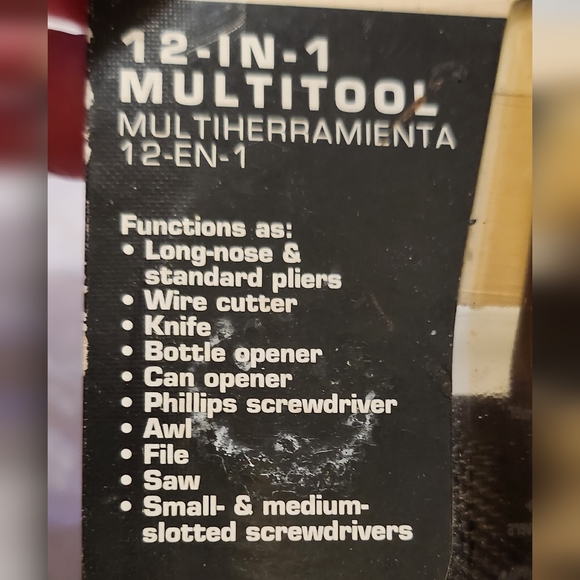 12-IN-1
MULTITOOL
MULTIHERRAMIENTA
12-EN-1
Functions as:
• Long-nose &
standard pliers
• Wire cutter
• Knife
• Bottle opener
• Can opener
• Phillips screwdriver
• Awl
• File
• Saw
• Small- & medium-
slotted screwdrivers